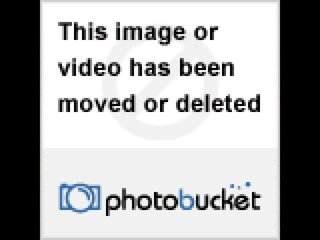 This image or
video has been
moved or deleted
photobucket